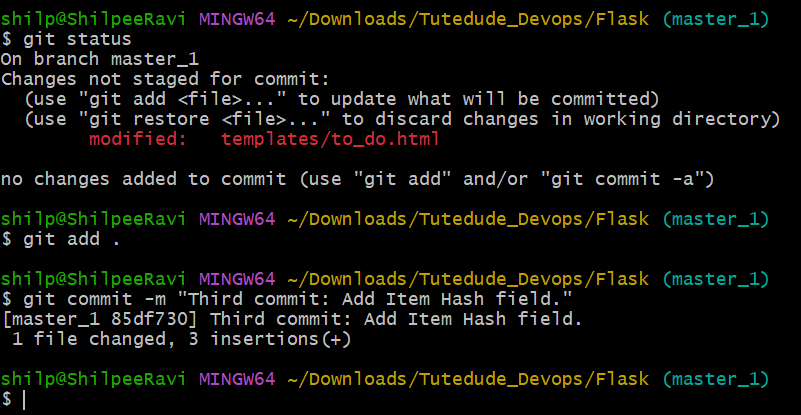 shilp@ShilpeeRavi MINGW64 ~/Downloads/Tutedude_Devops/Flask (master_1)
$ git status
On branch master_1
Changes not staged for commit:
  (use "git add <file>..." to update what will be committed)
  (use "git restore <file>..." to discard changes in working directory)
        modified:   templates/to_do.html
no changes added to commit (use "git add" and/or "git commit -a")
shilp@ShilpeeRavi MINGW64 ~/Downloads/Tutedude_Devops/Flask (master_1)
$ git add .
shilp@ShilpeeRavi MINGW64 ~/Downloads/Tutedude_Devops/Flask (master_1)
$ git commit -m "Third commit: Add Item Hash field."
[master_1 85df730] Third commit: Add Item Hash field.
 1 file changed, 3 insertions(+)
shilp@ShilpeeRavi MINGW64 ~/Downloads/Tutedude_Devops/Flask (master_1)
$